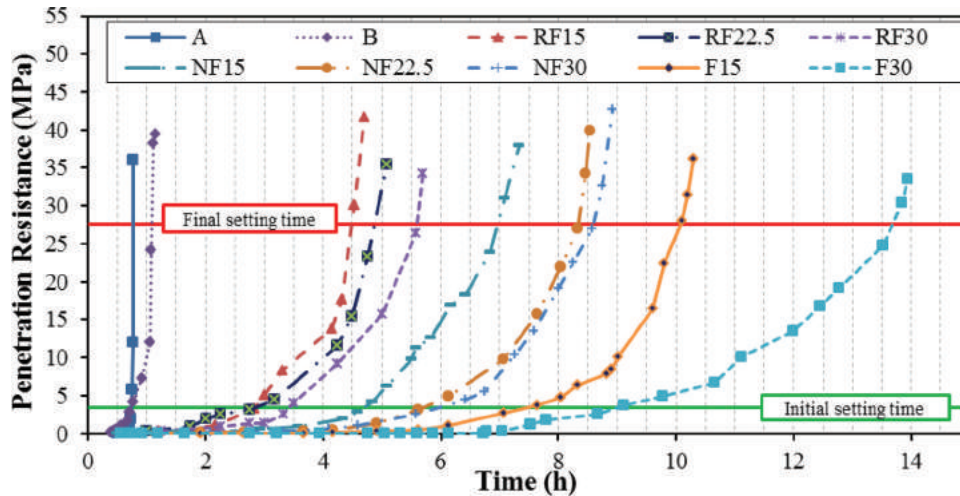 Penetration Resistance (MPa)
55
50
45
40
35
30
25
20
15
10
5
0
A B RF15 RF22.5 RF30
NF15 NF22.5 NF30 F15 F30
Final setting time
Initial setting time
0 2 4 6 8 10 12 14
Time (h)